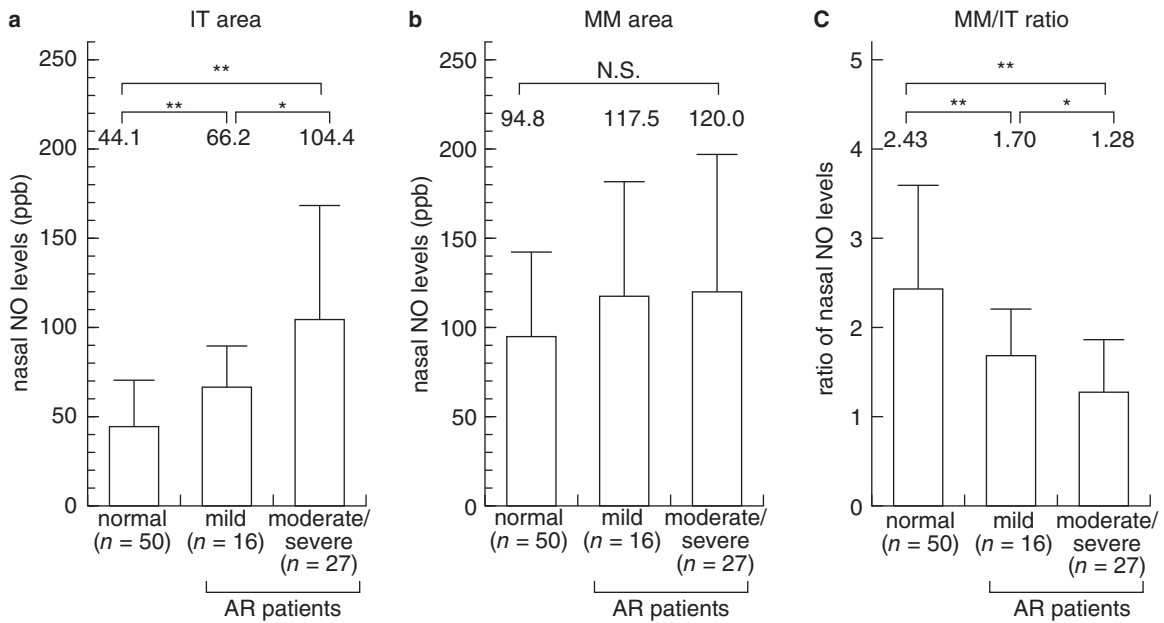 a
IT area
nasal NO levels (ppb)
250
200
150
100
50
0
**
** *
44.1 66.2 104.4
normal mild moderate/
(n = 50) (n = 16) severe
(n = 27)
AR patients
b
MM area
nasal NO levels (ppb)
250
200
150
100
50
0
N.S.
94.8 117.5 120.0
normal mild moderate/
(n = 50) (n = 16) severe
(n = 27)
AR patients
C
MM/IT ratio
ratio of nasal NO levels
5
4
3
2
1
0
**
** *
2.43 1.70 1.28
normal mild moderate/
(n = 50) (n = 16) severe
(n = 27)
AR patients